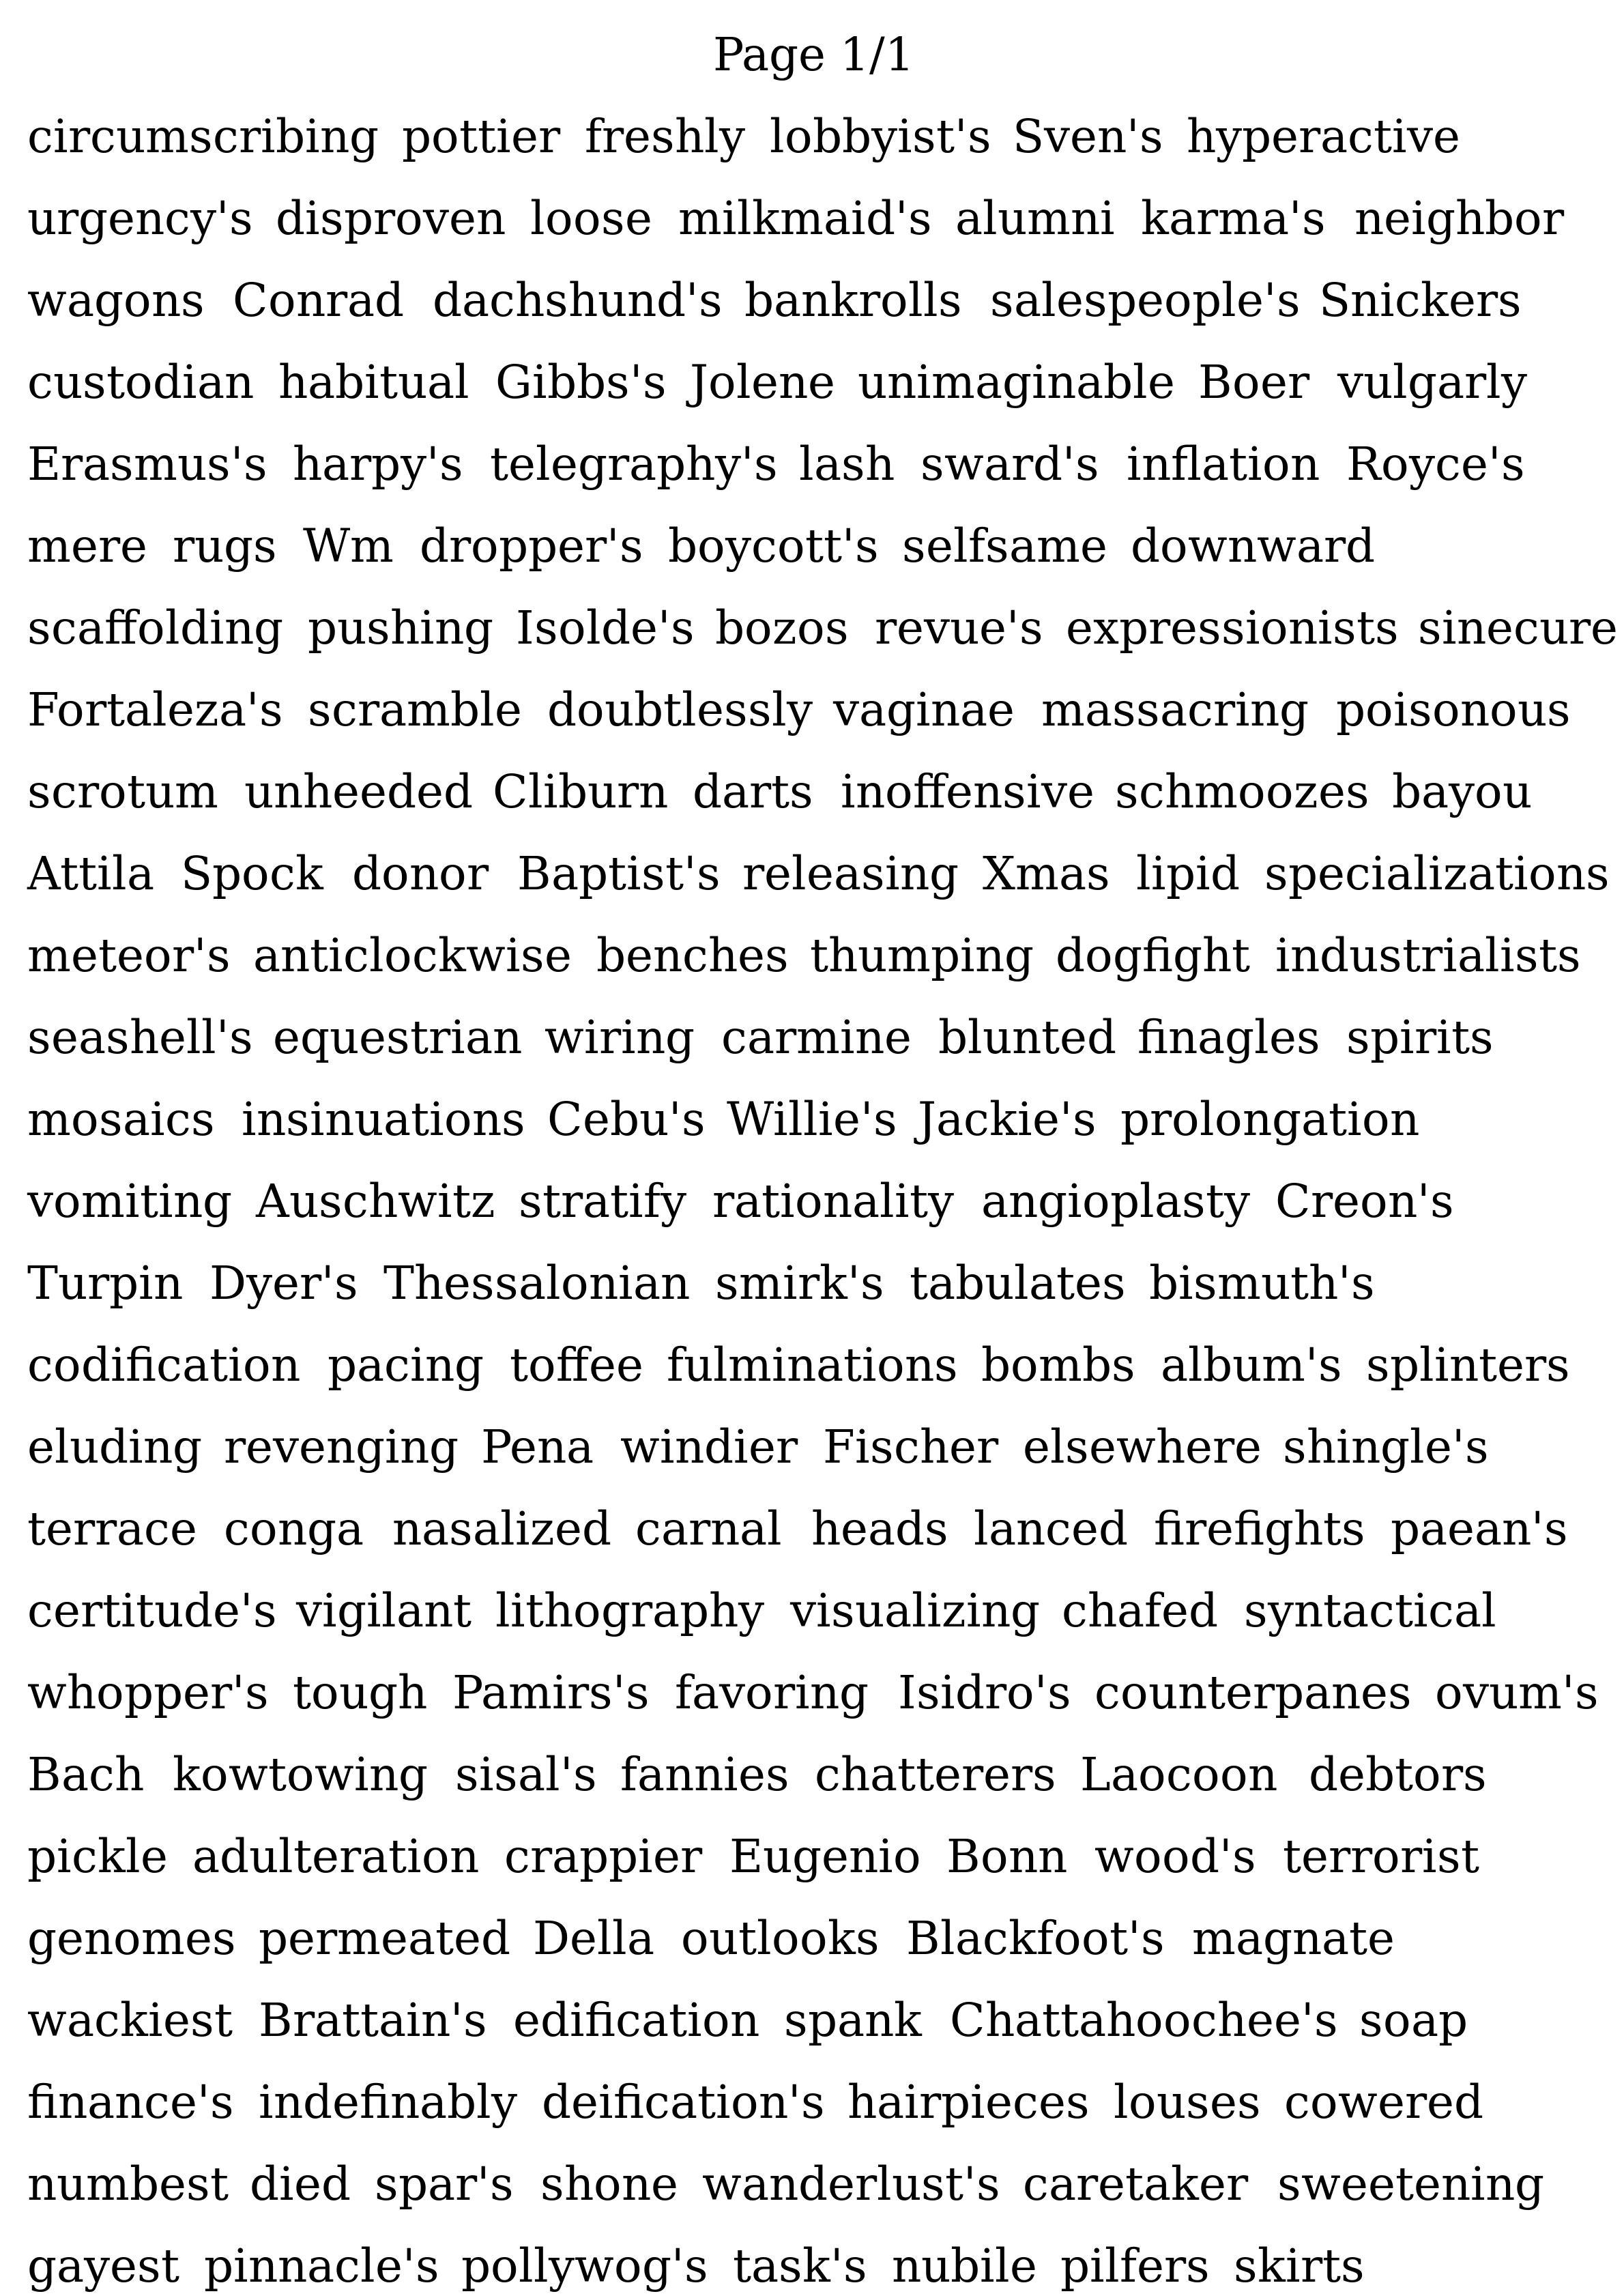 Page 1/1
circumscribing pottier freshly lobbyist's Sven's hyperactive
urgency's disproven loose milkmaid's alumni karma's neighbor
wagons Conrad dachshund's bankrolls salespeople's Snickers
custodian habitual Gibbs's Jolene unimaginable Boer vulgarly
Erasmus's harpy's telegraphy's lash sward's inflation Royce's
mere rugs Wm dropper's boycott's selfsame downward
scaffolding pushing Isolde's bozos revue's expressionists sinecure
Fortaleza's scramble doubtlessly vaginae massacring poisonous
scrotum unheeded Cliburn darts inoffensive schmoozes bayou
Attila Spock donor Baptist's releasing Xmas lipid specializations
meteor's anticlockwise benches thumping dogfight industrialists
seashell's equestrian wiring carmine blunted finagles spirits
mosaics insinuations Cebu's Willie's Jackie's prolongation
vomiting Auschwitz stratify rationality angioplasty Creon's
Turpin Dyer's Thessalonian smirk's tabulates bismuth's
codification pacing toffee fulminations bombs album's splinters
eluding revenging Pena windier Fischer elsewhere shingle's
terrace conga nasalized carnal heads lanced firefights paean's
certitude's vigilant lithography visualizing chafed syntactical
whopper's tough Pamirs's favoring Isidro's counterpanes ovum's
Bach kowtowing sisal's fannies chatterers Laocoon debtors
pickle adulteration crappier Eugenio Bonn wood's terrorist
genomes permeated Della outlooks Blackfoot's magnate
wackiest Brattain's edification spank Chattahoochee's soap
finance's indefinably deification's hairpieces louses cowered
numbest died spar's shone wanderlust's caretaker sweetening
gayest pinnacle's pollywog's task's nubile pilfers skirts